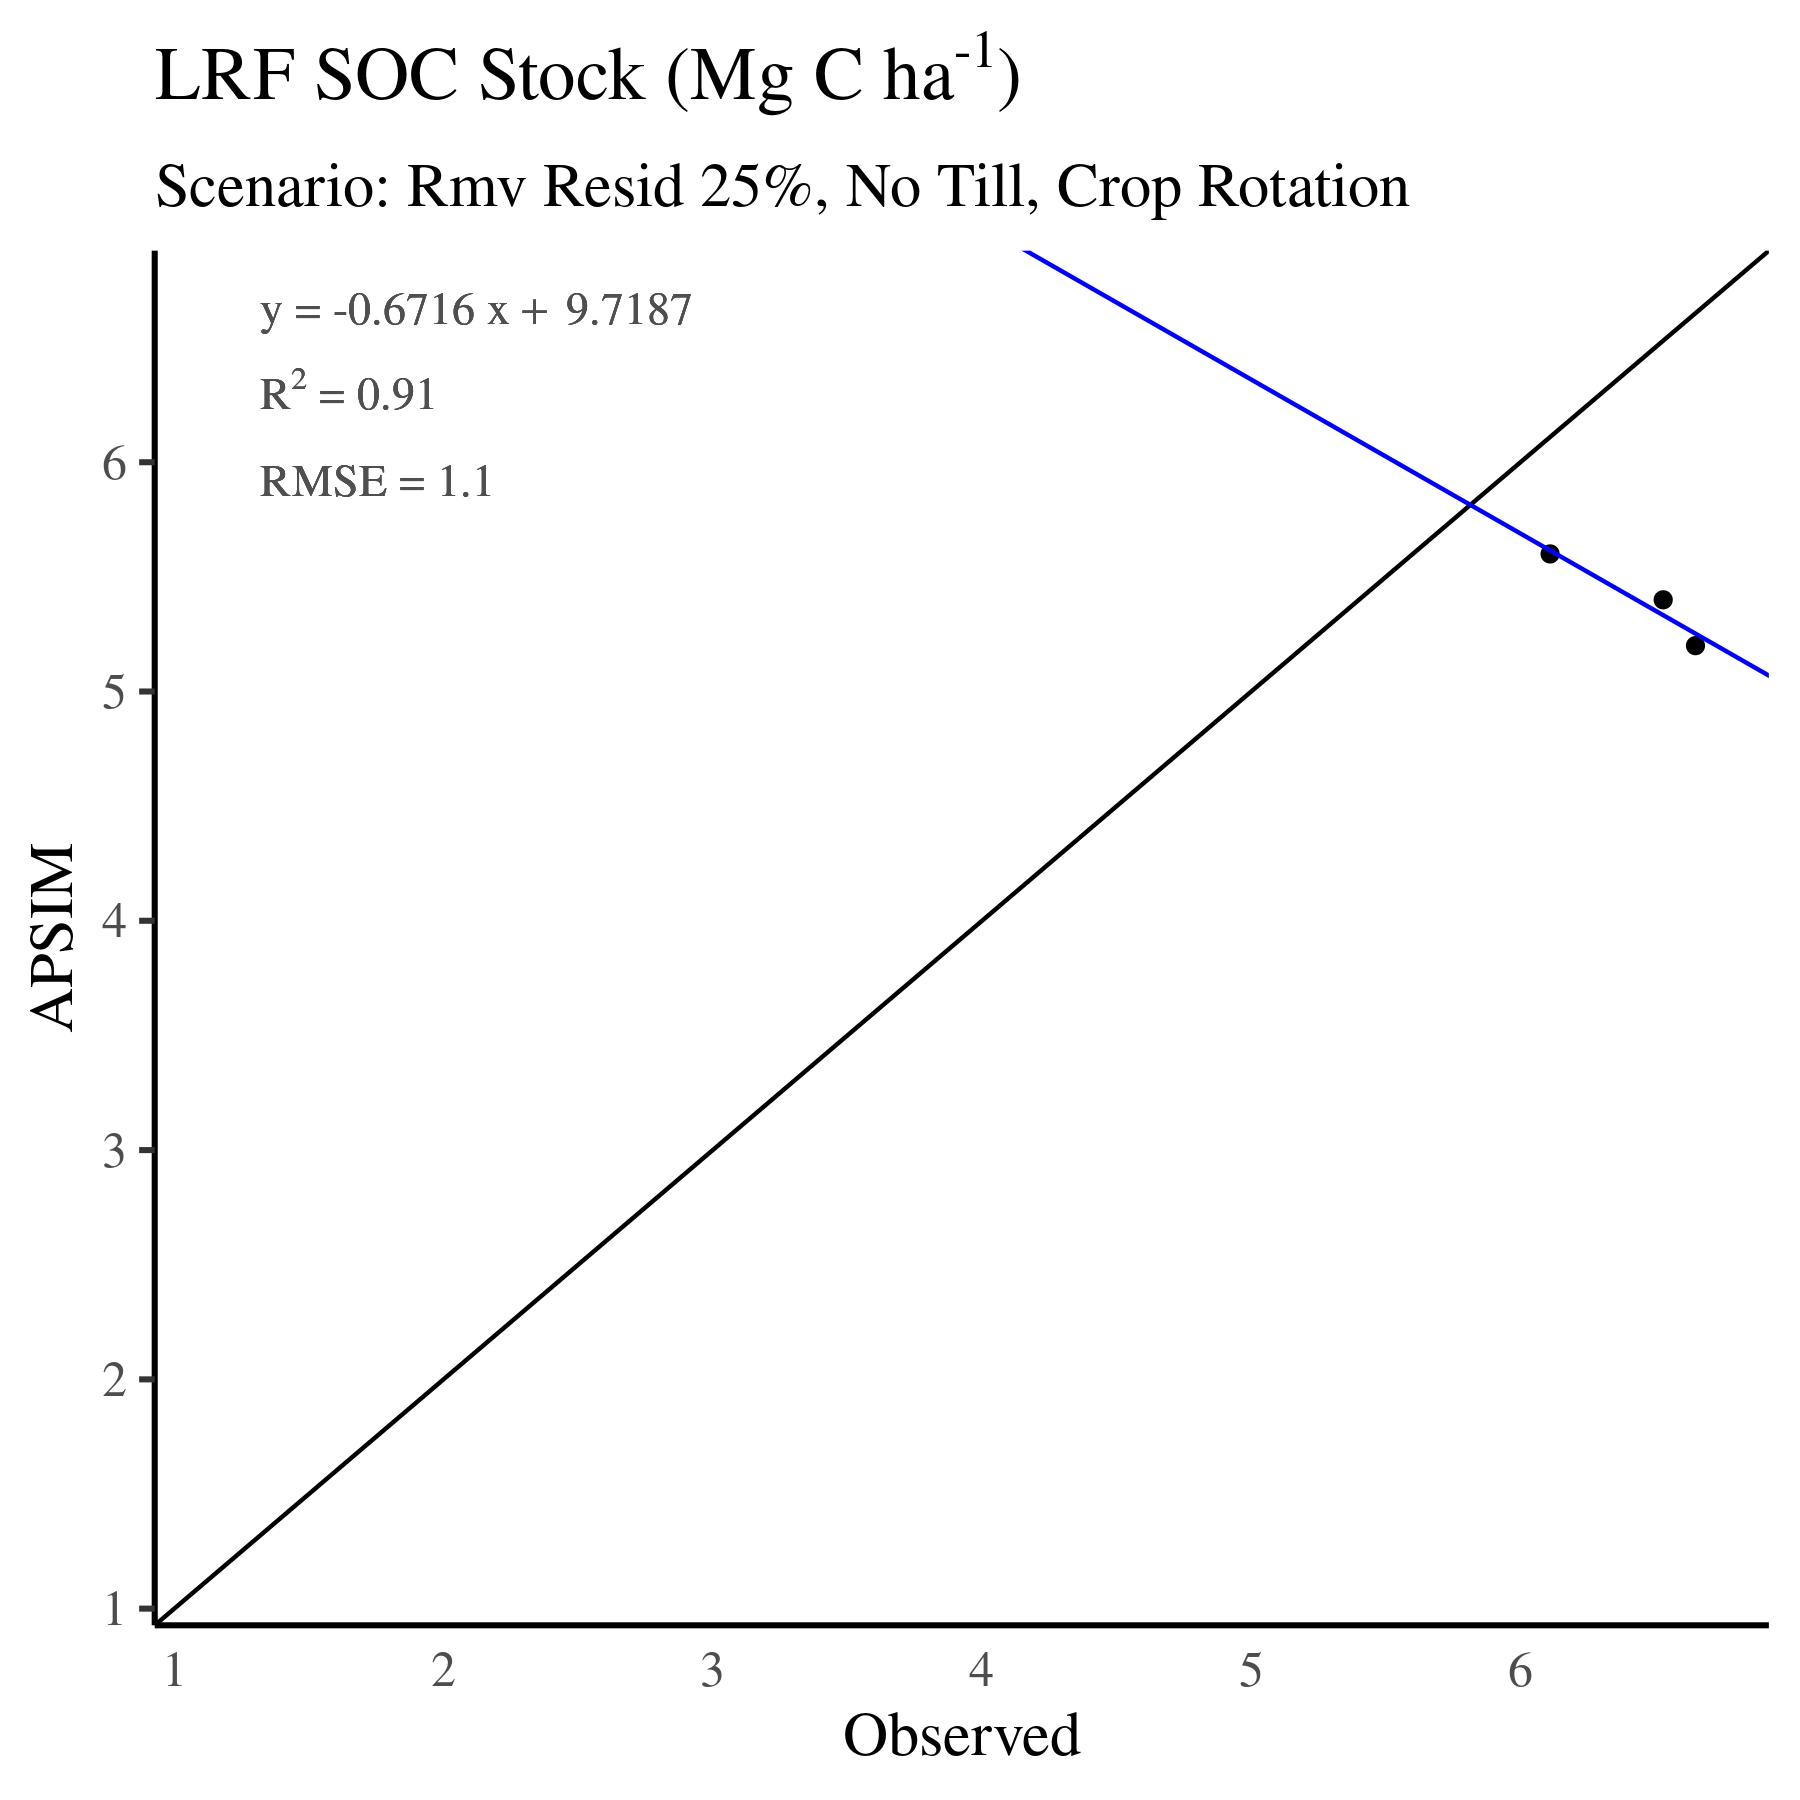 LRF SOC Stock (Mg C ha⁻¹)
Scenario: Rmv Resid 25%, No Till, Crop Rotation
y = -0.6716 x + 9.7187
R² = 0.91
RMSE = 1.1
6
5
4
3
2
1
APSIM
1 2 3 4 5 6
Observed